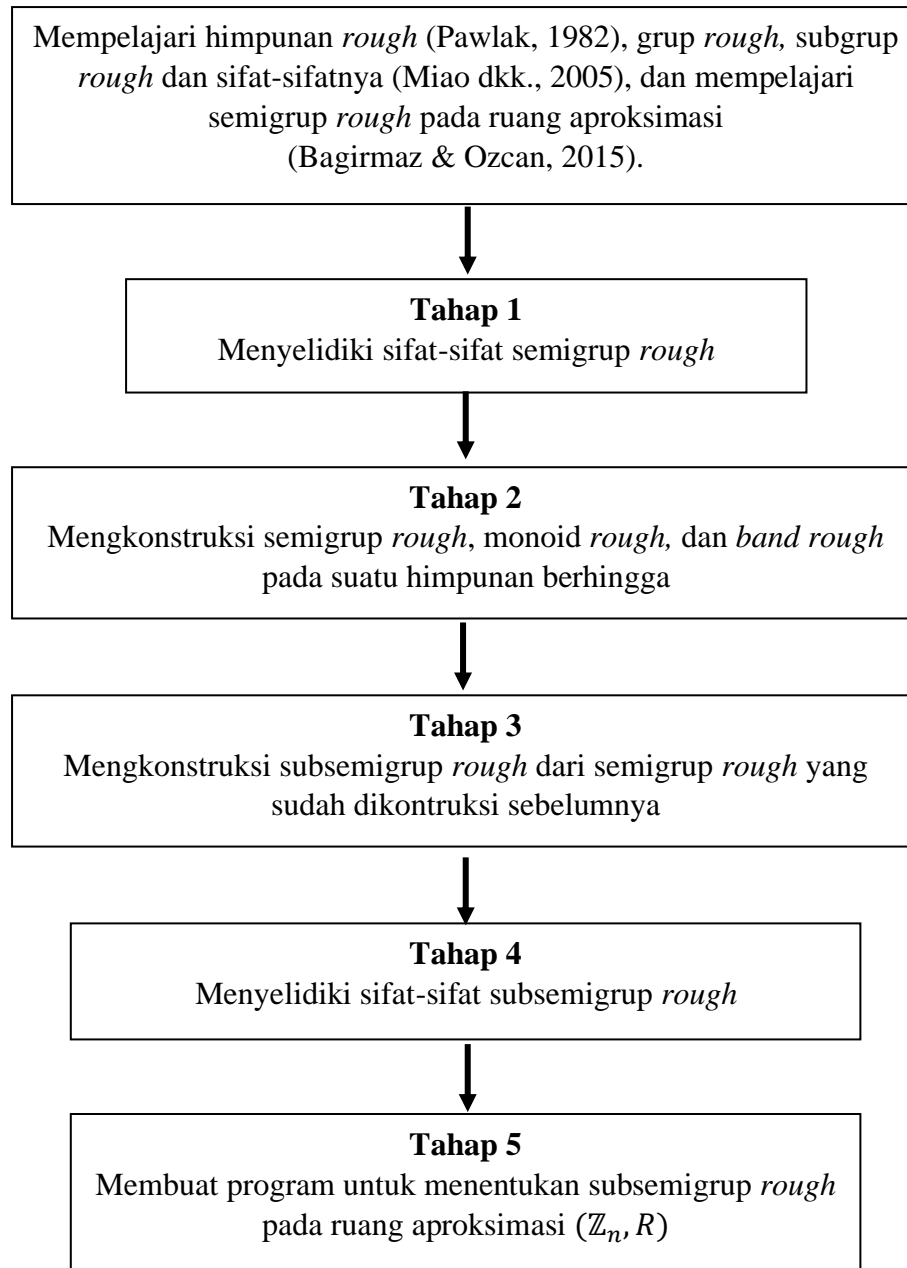 Mempelajari himpunan rough (Pawlak, 1982), grup rough, subgrup
rough dan sifat-sifatnya (Miao dkk., 2005), dan mempelajari
semigrup rough pada ruang aproksimasi
(Bagirmaz & Ozcan, 2015).
Tahap 1
Menyelidiki sifat-sifat semigrup rough
Tahap 2
Mengkonstruksi semigrup rough, monoid rough, dan band rough
pada suatu himpunan berhingga
Tahap 3
Mengkonstruksi subsemigrup rough dari semigrup rough yang
sudah dikontruksi sebelumnya
Tahap 4
Menyelidiki sifat-sifat subsemigrup rough
Tahap 5
Membuat program untuk menentukan subsemigrup rough
pada ruang aproksimasi (ℤₙ, R)